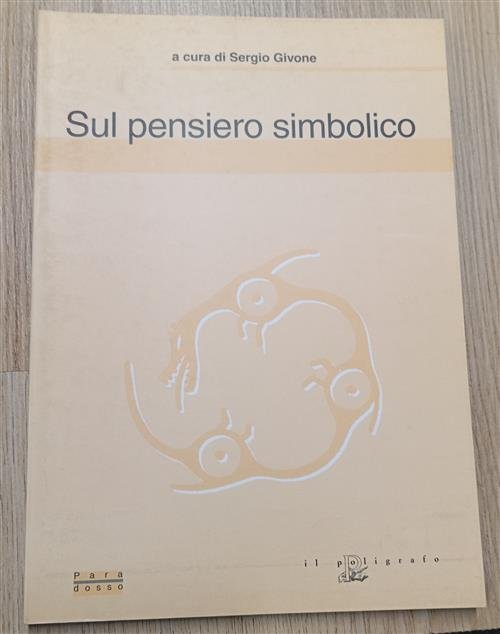 a cura di Sergio Givone
Sul pensiero simbolico
Para
dosso
il poligrafo